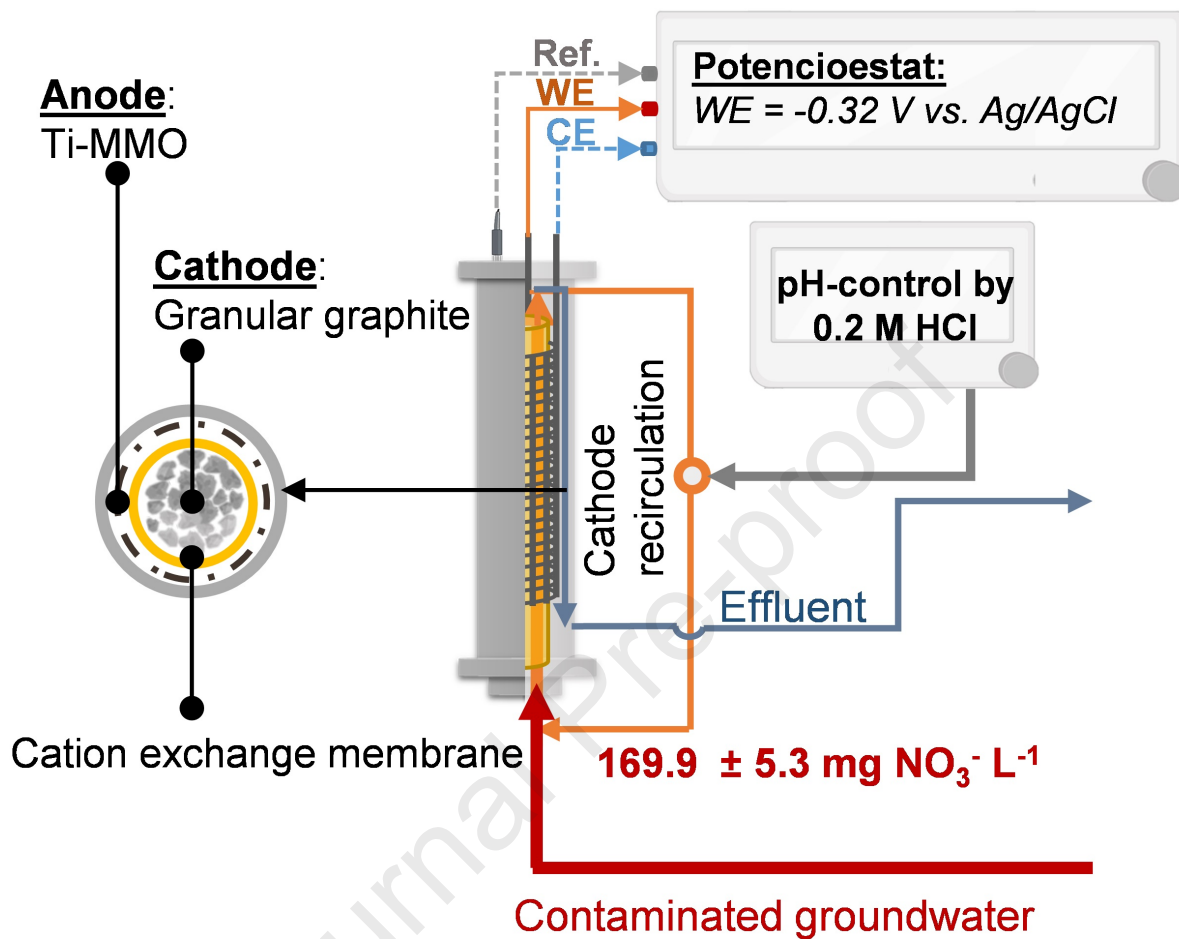 Ref.
WE
CE
Potencioestat:
WE = -0.32 V vs. Ag/AgCl
Anode:
Ti-MMO
Cathode:
Granular graphite
pH-control by
0.2 M HCl
Cathode
recirculation
Effluent
Cation exchange membrane
169.9 ± 5.3 mg NO₃⁻ L⁻¹
Contaminated groundwater
urnal Pre-proof